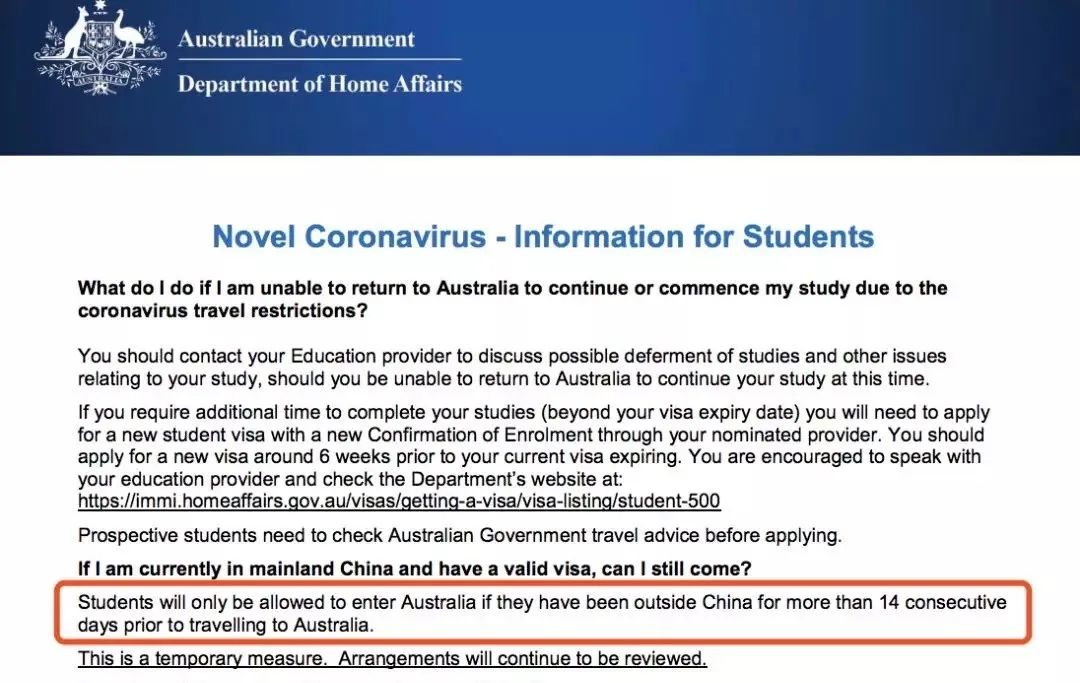 Australian Government
Department of Home Affairs
Novel Coronavirus - Information for Students
What do I do if I am unable to return to Australia to continue or commence my study due to the
coronavirus travel restrictions?
You should contact your Education provider to discuss possible deferment of studies and other issues
relating to your study, should you be unable to return to Australia to continue your study at this time.
If you require additional time to complete your studies (beyond your visa expiry date) you will need to apply
for a new student visa with a new Confirmation of Enrolment through your nominated provider. You should
apply for a new visa around 6 weeks prior to your current visa expiring. You are encouraged to speak with
your education provider and check the Department's website at:
https://immi.homeaffairs.gov.au/visas/getting-a-visa/visa-listing/student-500
Prospective students need to check Australian Government travel advice before applying.
If I am currently in mainland China and have a valid visa, can I still come?
Students will only be allowed to enter Australia if they have been outside China for more than 14 consecutive
days prior to travelling to Australia.
This is a temporary measure.  Arrangements will continue to be reviewed.